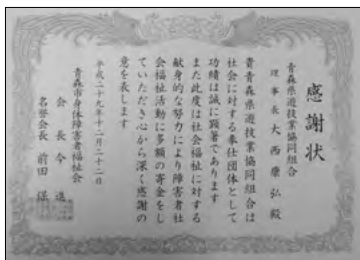 感謝状
青森県遊技業協同組合
理事長 大西康弘殿
貴青森県遊技業協同組合は
社会に対する奉仕団体として
功績は誠に顕著であります
また此度は社会福祉に対する
献身的な努力により障害者社
会福祉活動に多額の寄金をし
ていただき心から深く感謝の
意を表します
平成二十九年十二月二十二日
青森市身体障害者福祉会
会長 今 進
名誉会長 前田 保